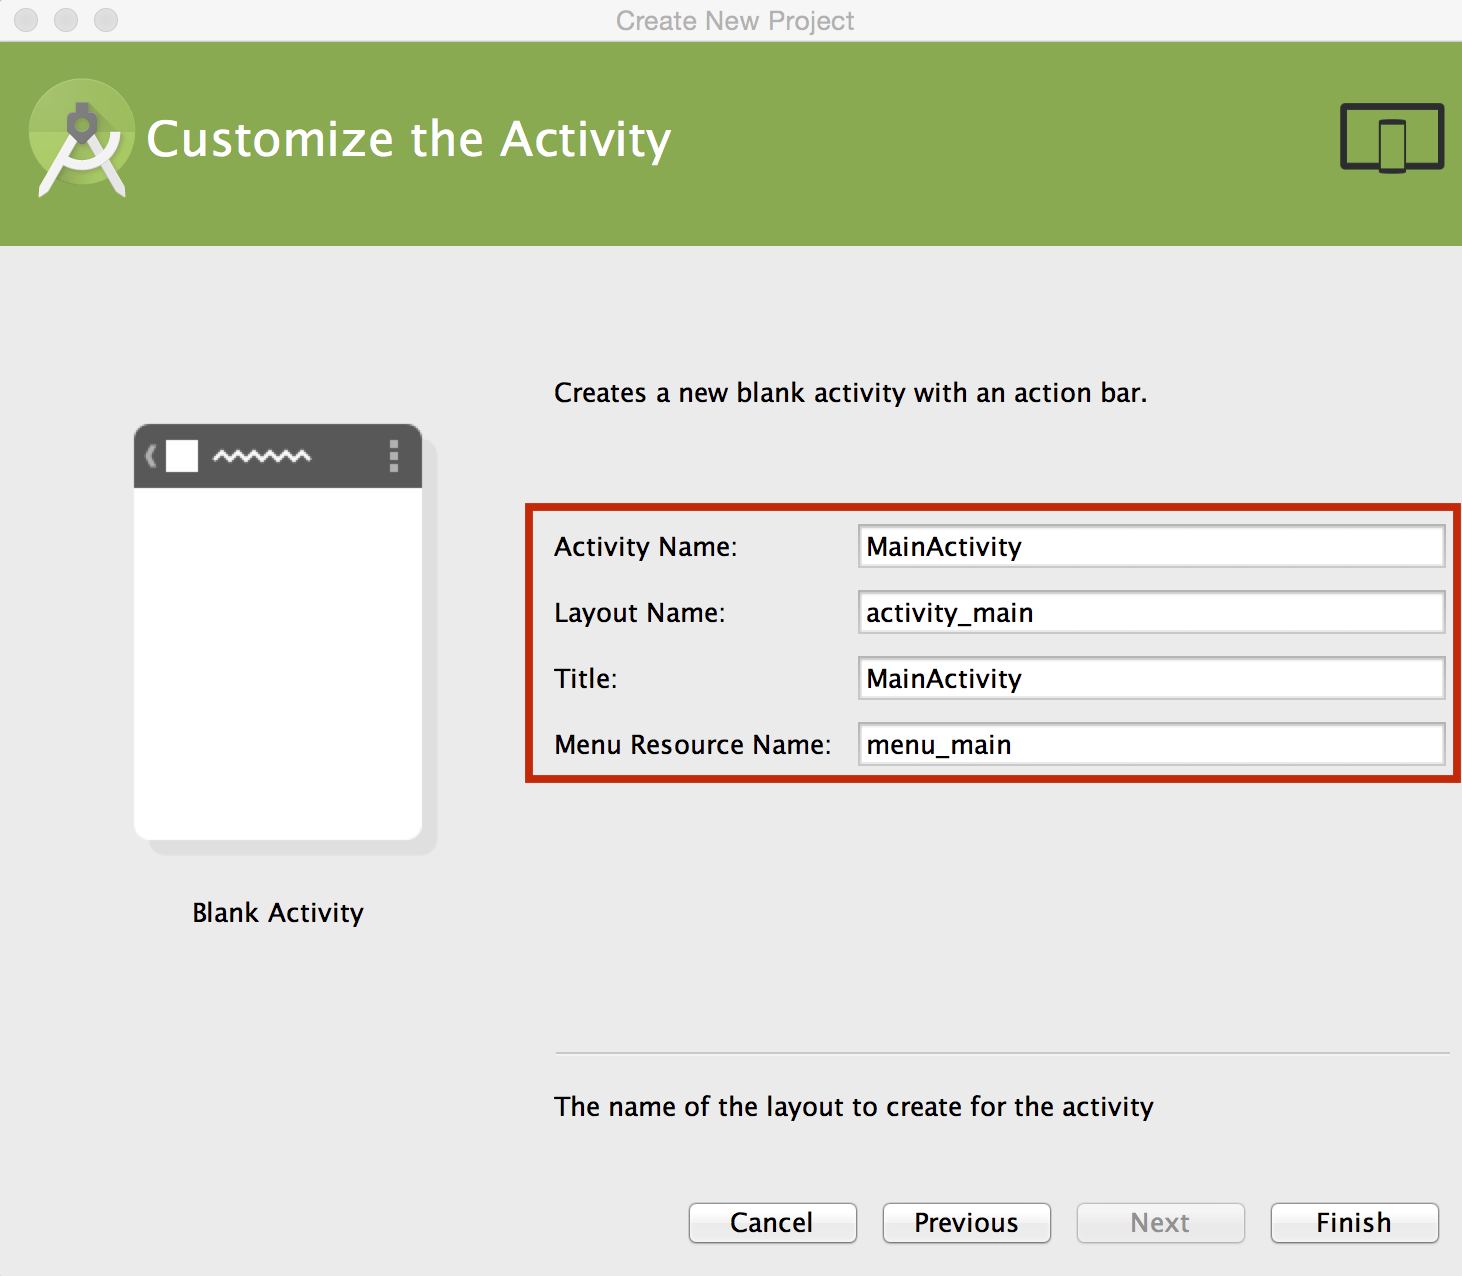 Create New Project
Customize the Activity
Creates a new blank activity with an action bar.
Activity Name: MainActivity
Layout Name: activity_main
Title: MainActivity
Menu Resource Name: menu_main
Blank Activity
The name of the layout to create for the activity
Cancel Previous Next Finish